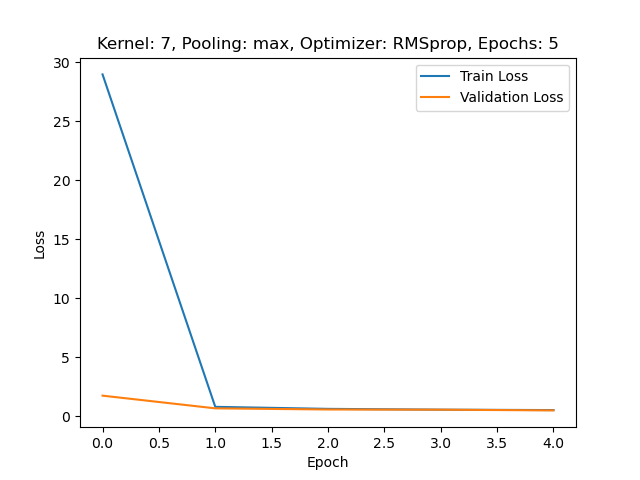 Kernel: 7, Pooling: max, Optimizer: RMSprop, Epochs: 5
Train Loss
Validation Loss
30
25
20
15
10
5
0
Loss
0.0 0.5 1.0 1.5 2.0 2.5 3.0 3.5 4.0
Epoch